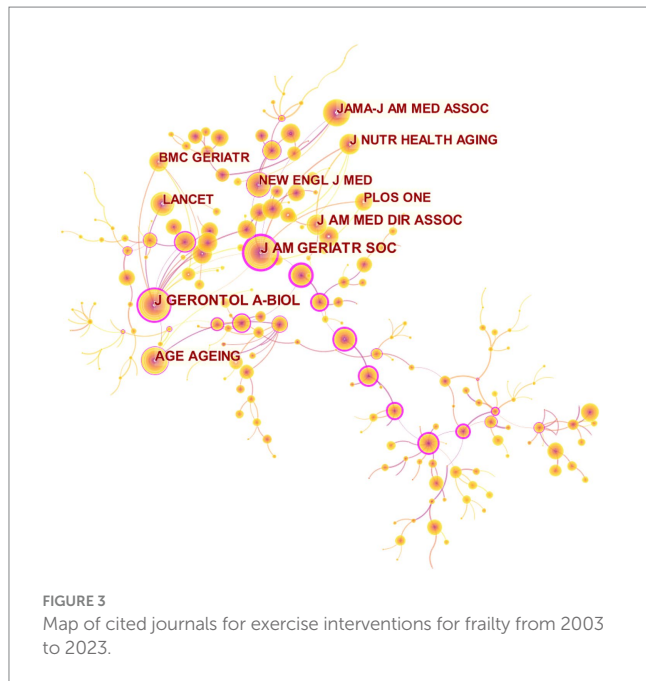 JAMA-J AM MED ASSOC
J NUTR HEALTH AGING
BMC GERIATR
NEW ENGL J MED
LANCET
PLOS ONE
J AM MED DIR ASSOC
J AM GERIATR SOC
J GERONTOL A-BIOL
AGE AGEING
FIGURE 3
Map of cited journals for exercise interventions for frailty from 2003
to 2023.